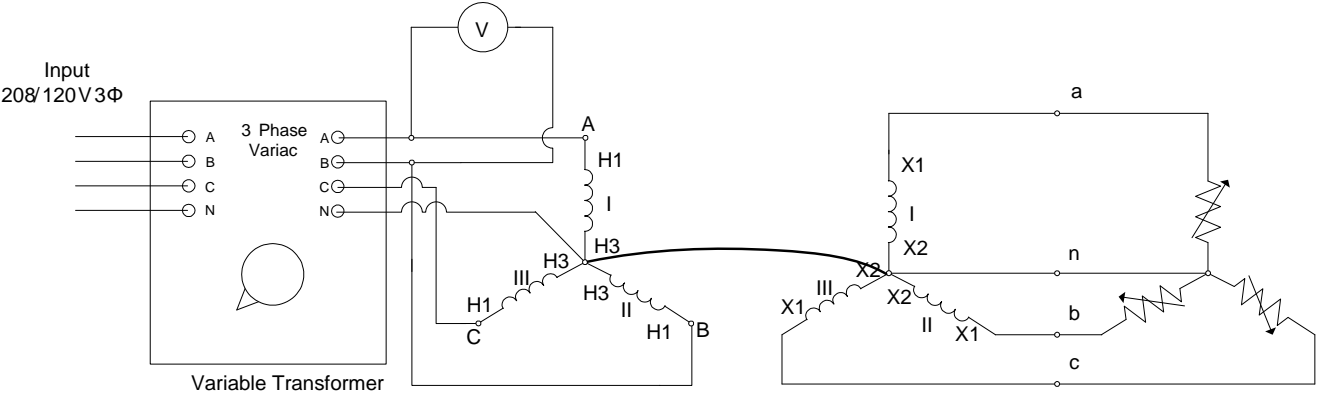 V
Input
208/120V 3Φ
3 Phase
Variac
A
B
C
N
A
B
C
N
Variable Transformer
A
H1
I
H3
H3
III
H1
C
H3
II
H1
B
a
X1
I
X2
n
X2
III
X1
X2
II
X1
b
c